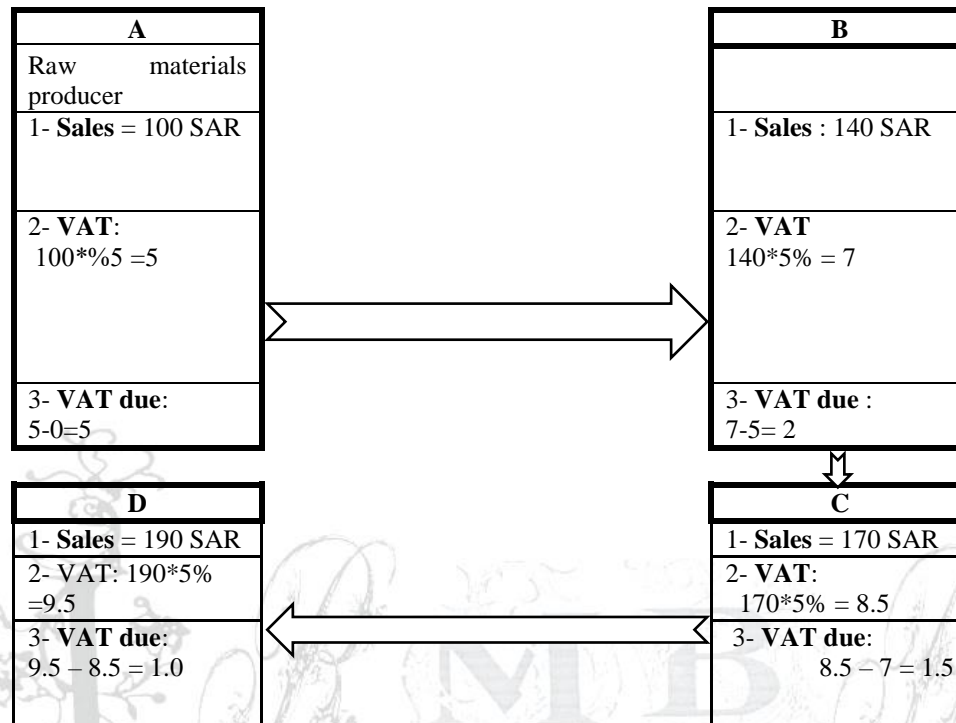 A
Raw materials
producer
1- Sales = 100 SAR
2- VAT:
100*%5 =5
3- VAT due:
5-0=5
B
1- Sales : 140 SAR
2- VAT
140*5% = 7
3- VAT due :
7-5= 2
C
1- Sales = 170 SAR
2- VAT:
170*5% = 8.5
3- VAT due:
8.5 – 7 = 1.5
D
1- Sales = 190 SAR
2- VAT: 190*5%
=9.5
3- VAT due:
9.5 – 8.5 = 1.0